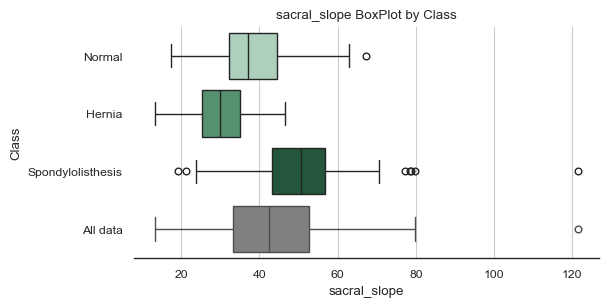 sacral_slope BoxPlot by Class
Class
Normal
Hernia
Spondylolisthesis
All data
20 40 60 80 100 120
sacral_slope